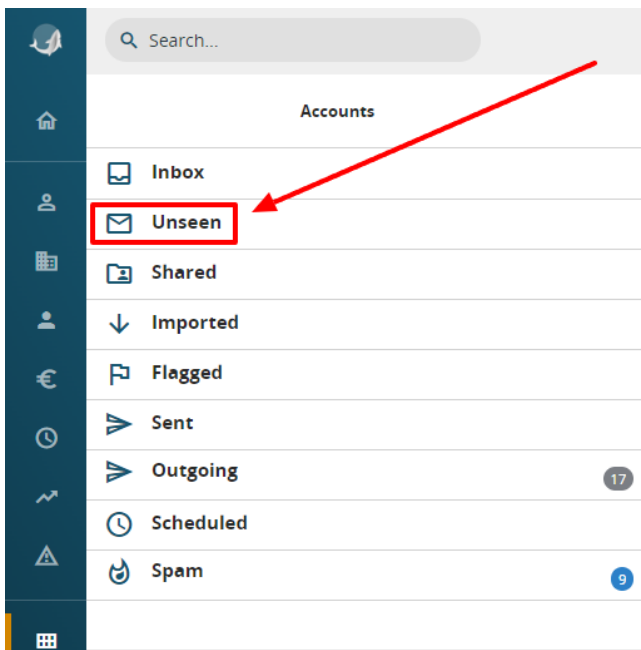 Search...
Accounts
Inbox
Unseen
Shared
Imported
Flagged
Sent
Outgoing 17
Scheduled
Spam 9